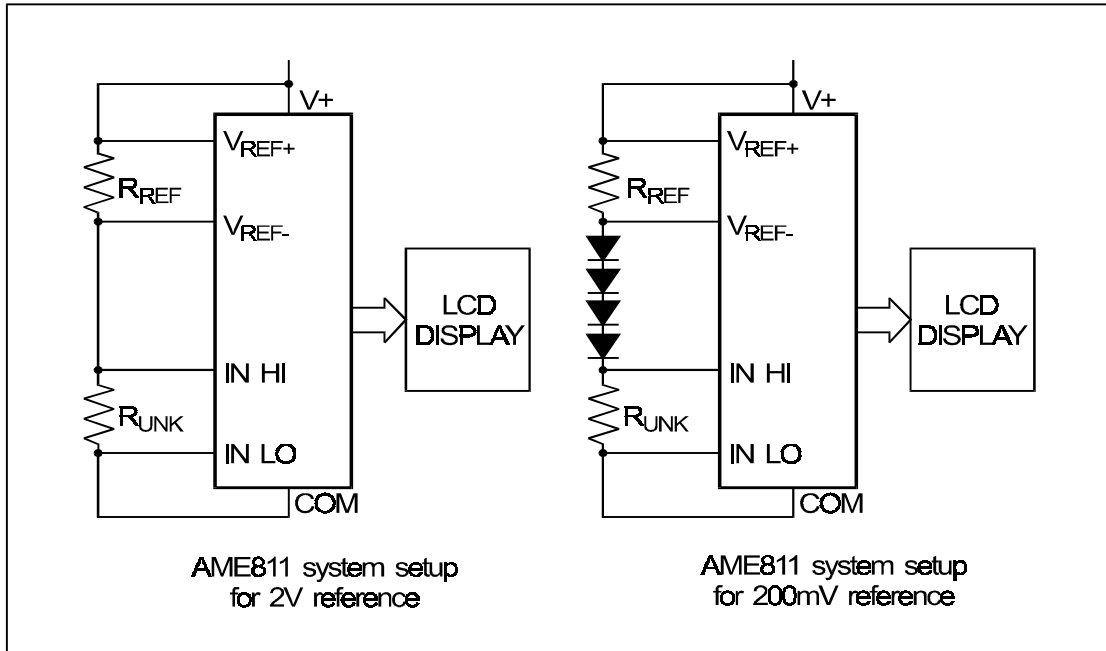 V+
VREF+
RREF
VREF-
IN HI
RUNK
IN LO
COM
LCD
DISPLAY
AME811 system setup
for 2V reference
V+
VREF+
RREF
VREF-
IN HI
RUNK
IN LO
COM
LCD
DISPLAY
AME811 system setup
for 200mV reference